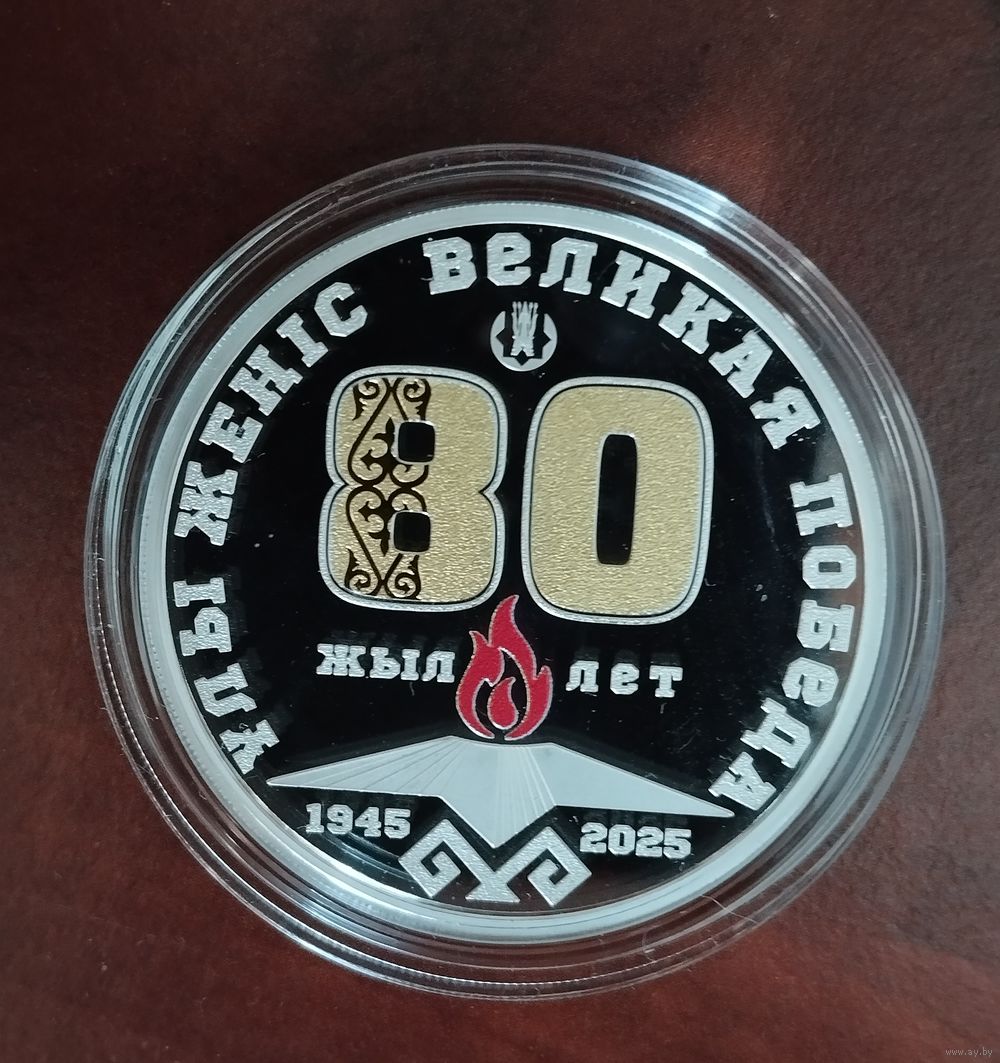 ҰЛЫ ЖЕҢІС ВЕЛИКАЯ ПОБЕДА
80
ЖЫЛ ЛЕТ
1945 2025
www.ay.by